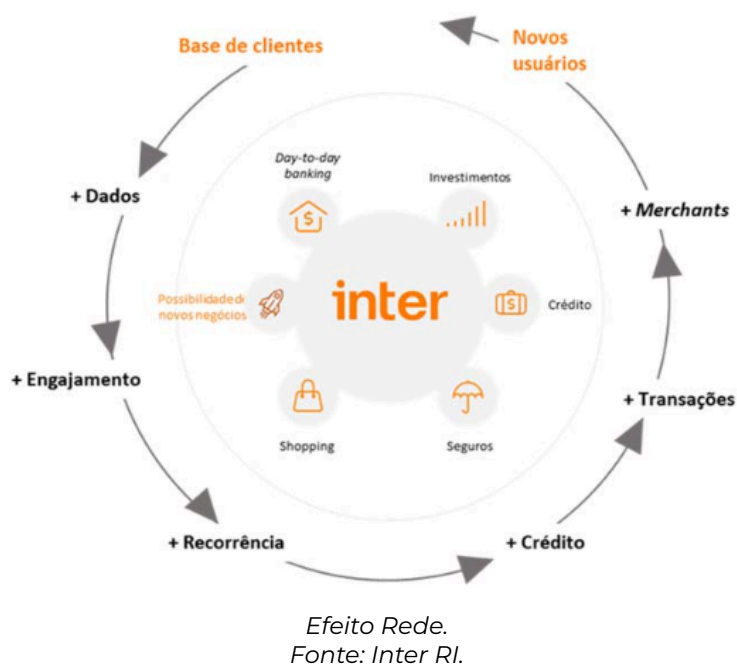 Base de clientes
Novos
usuários
+ Dados
Day-to-day
banking
Investimentos
+ Merchants
Possibilidade d
novos negócios
inter
Crédito
+ Engajamento
+ Transações
Shopping
Seguros
+ Recorrência
+ Crédito
Efeito Rede.
Fonte: Inter RI.